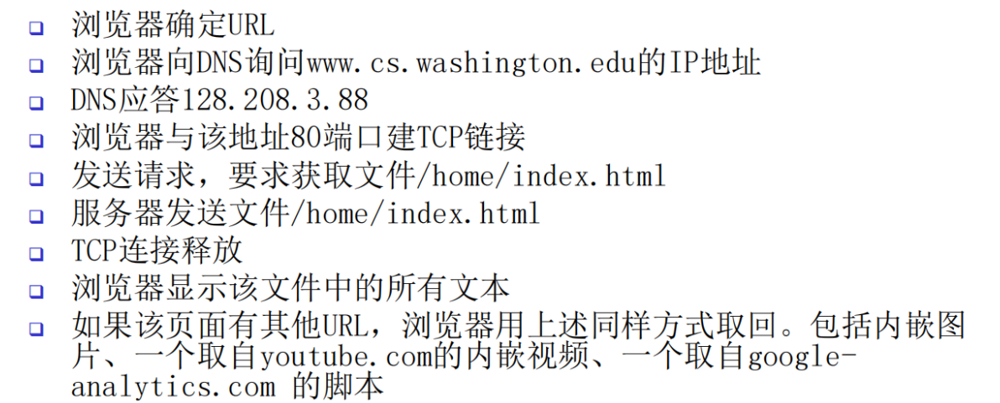 浏览器确定URL
浏览器向DNS询问www.cs.washington.edu的IP地址
DNS应答128.208.3.88
浏览器与该地址80端口建TCP链接
发送请求，要求获取文件/home/index.html
服务器发送文件/home/index.html
TCP连接释放
浏览器显示该文件中的所有文本
如果该页面有其他URL，浏览器用上述同样方式取回。包括内嵌图
片、一个取自youtube.com的内嵌视频、一个取自google-
analytics.com 的脚本